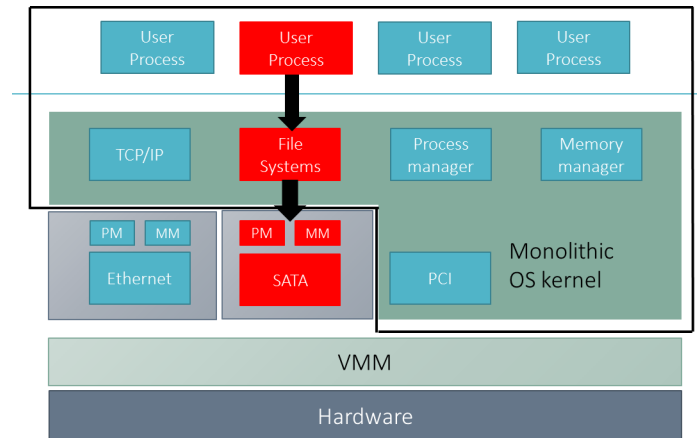 User
Process
User
Process
User
Process
User
Process
TCP/IP
File
Systems
Process
manager
Memory
manager
PM
MM
PM
MM
Ethernet
SATA
PCI
Monolithic
OS kernel
VMM
Hardware